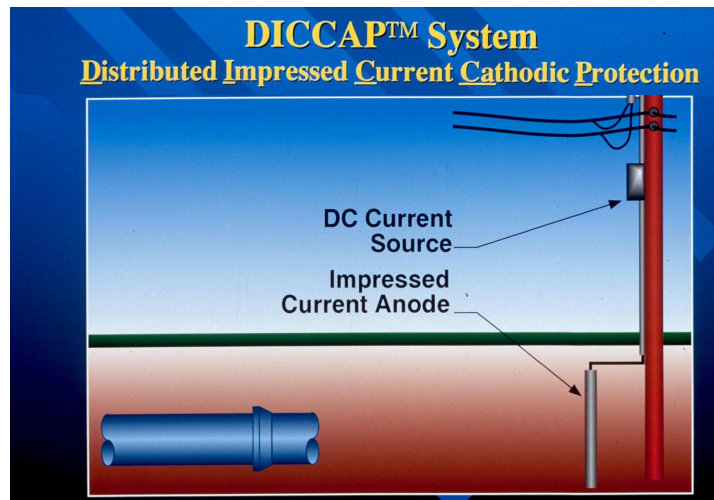 DICCAP™ System
Distributed Impressed Current Cathodic Protection
DC Current
Source
Impressed
Current Anode